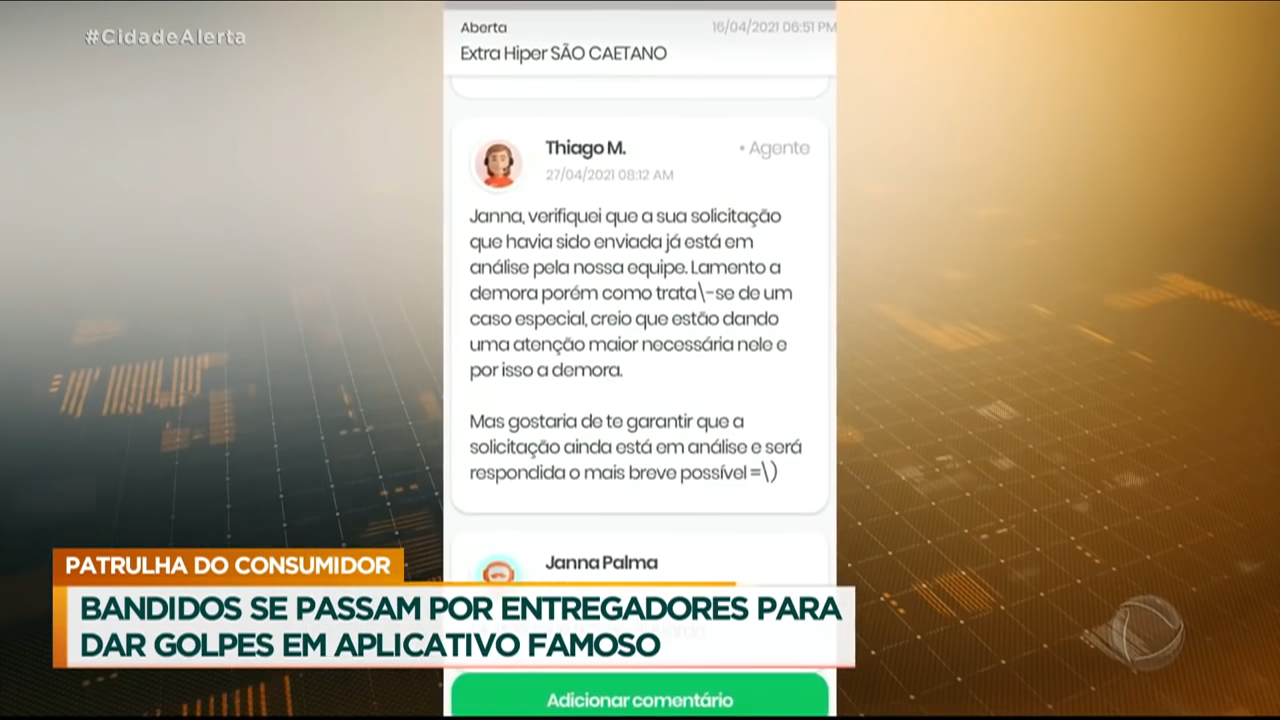 #CidadeAlerta
Aberta
16/04/2021 06:51 PM
Extra Hiper SÃO CAETANO
Thiago M.
• Agente
27/04/2021 08:12 AM
Janna, verifiquei que a sua solicitação
que havia sido enviada já está em
análise pela nossa equipe. Lamento a
demora porém como trata\-se de um
caso especial, creio que estão dando
uma atenção maior necessária nele e
por isso a demora.
Mas gostaria de te garantir que a
solicitação ainda está em análise e será
respondida o mais breve possível =\)
Janna Palma
PATRULHA DO CONSUMIDOR
BANDIDOS SE PASSAM POR ENTREGADORES PARA
DAR GOLPES EM APLICATIVO FAMOSO
Adicionar comentário